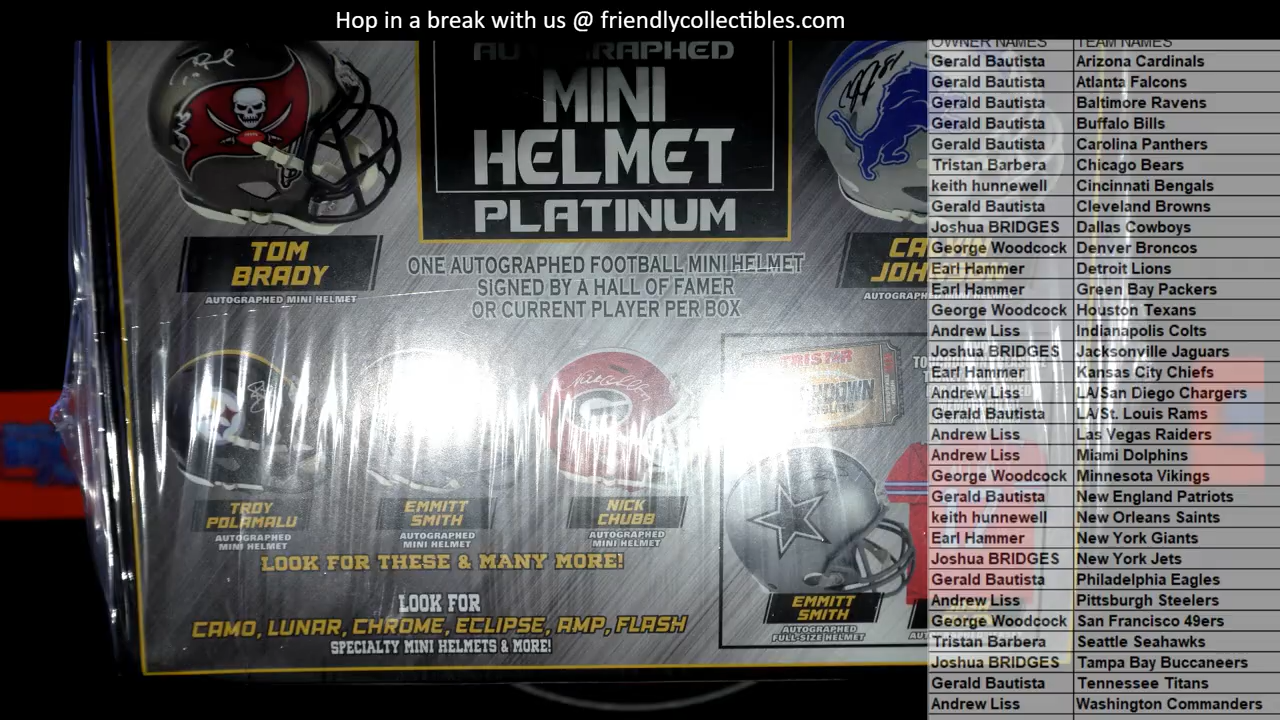 Hop in a break with us @ friendlycollectibles.com
AUTOGRAPHED
MINI
HELMET
PLATINUM
TOM
BRADY
AUTOGRAPHED MINI HELMET
ONE AUTOGRAPHED FOOTBALL MINI HELMET
SIGNED BY A HALL OF FAMER
OR CURRENT PLAYER PER BOX
TROY
POLAMALU
AUTOGRAPHED
MINI HELMET
EMMITT
SMITH
AUTOGRAPHED
MINI HELMET
NICK
CHUBB
AUTOGRAPHED
MINI HELMET
LOOK FOR THESE & MANY MORE!
LOOK FOR
CAMO, LUNAR, CHROME, ECLIPSE, AMP, FLASH
SPECIALTY MINI HELMETS & MORE!
TRISTAR
EMMITT
SMITH
AUTOGRAPHED
FULL-SIZE HELMET
OWNER NAMES TEAM NAMES
Gerald Bautista Arizona Cardinals
Gerald Bautista Atlanta Falcons
Gerald Bautista Baltimore Ravens
Gerald Bautista Buffalo Bills
Gerald Bautista Carolina Panthers
Tristan Barbera Chicago Bears
keith hunnewell Cincinnati Bengals
Gerald Bautista Cleveland Browns
Joshua BRIDGES Dallas Cowboys
George Woodcock Denver Broncos
Earl Hammer Detroit Lions
Earl Hammer Green Bay Packers
George Woodcock Houston Texans
Andrew Liss Indianapolis Colts
Joshua BRIDGES Jacksonville Jaguars
Earl Hammer Kansas City Chiefs
Andrew Liss LA/San Diego Chargers
Gerald Bautista LA/St. Louis Rams
Andrew Liss Las Vegas Raiders
Andrew Liss Miami Dolphins
George Woodcock Minnesota Vikings
Gerald Bautista New England Patriots
keith hunnewell New Orleans Saints
Earl Hammer New York Giants
Joshua BRIDGES New York Jets
Gerald Bautista Philadelphia Eagles
Andrew Liss Pittsburgh Steelers
George Woodcock San Francisco 49ers
Tristan Barbera Seattle Seahawks
Joshua BRIDGES Tampa Bay Buccaneers
Gerald Bautista Tennessee Titans
Andrew Liss Washington Commanders